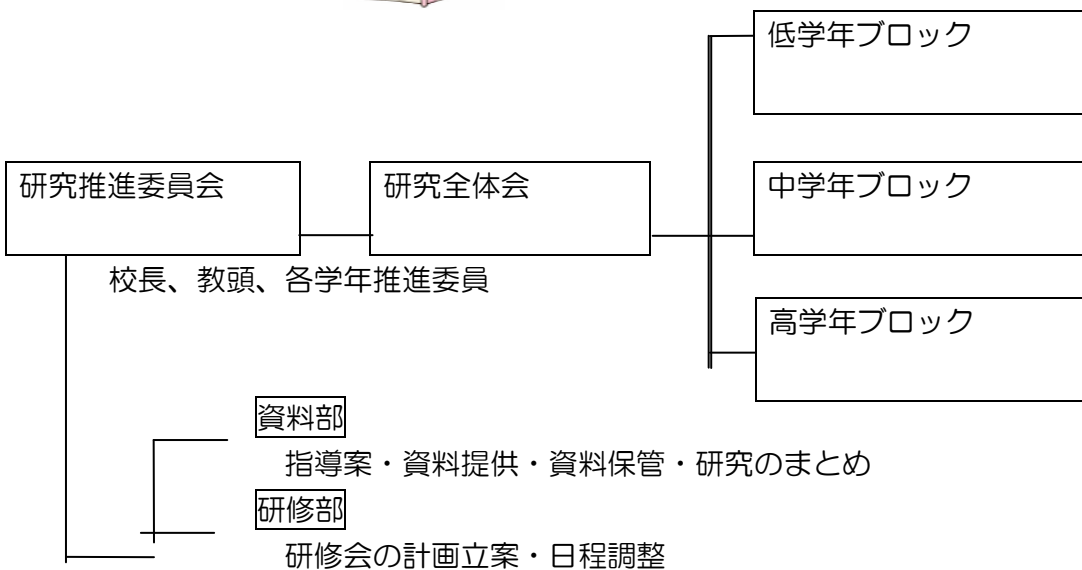 低学年ブロック
研究推進委員会
研究全体会
中学年ブロック
校長、教頭、各学年推進委員
高学年ブロック
資料部
指導案・資料提供・資料保管・研究のまとめ
研修部
研修会の計画立案・日程調整